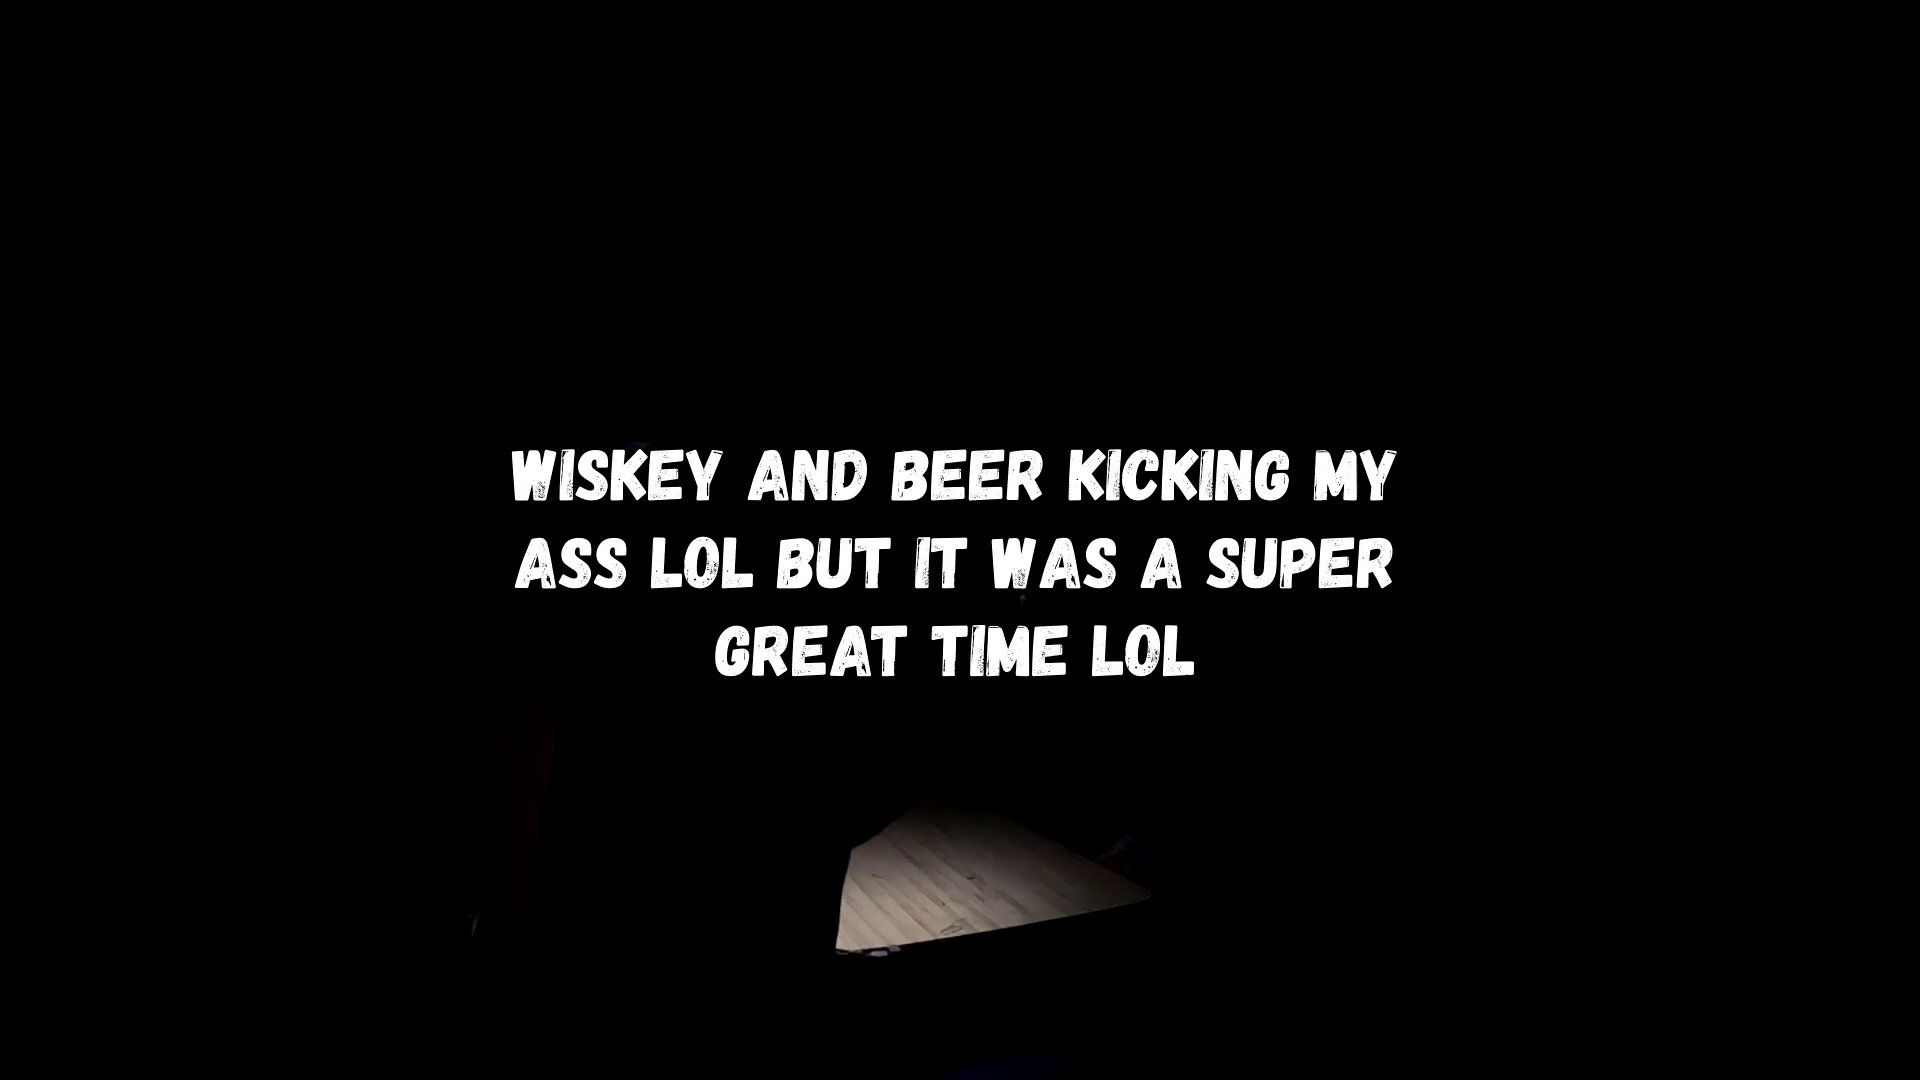 WISKEY AND BEER KICKING MY
ASS LOL BUT IT WAS A SUPER
GREAT TIME LOL